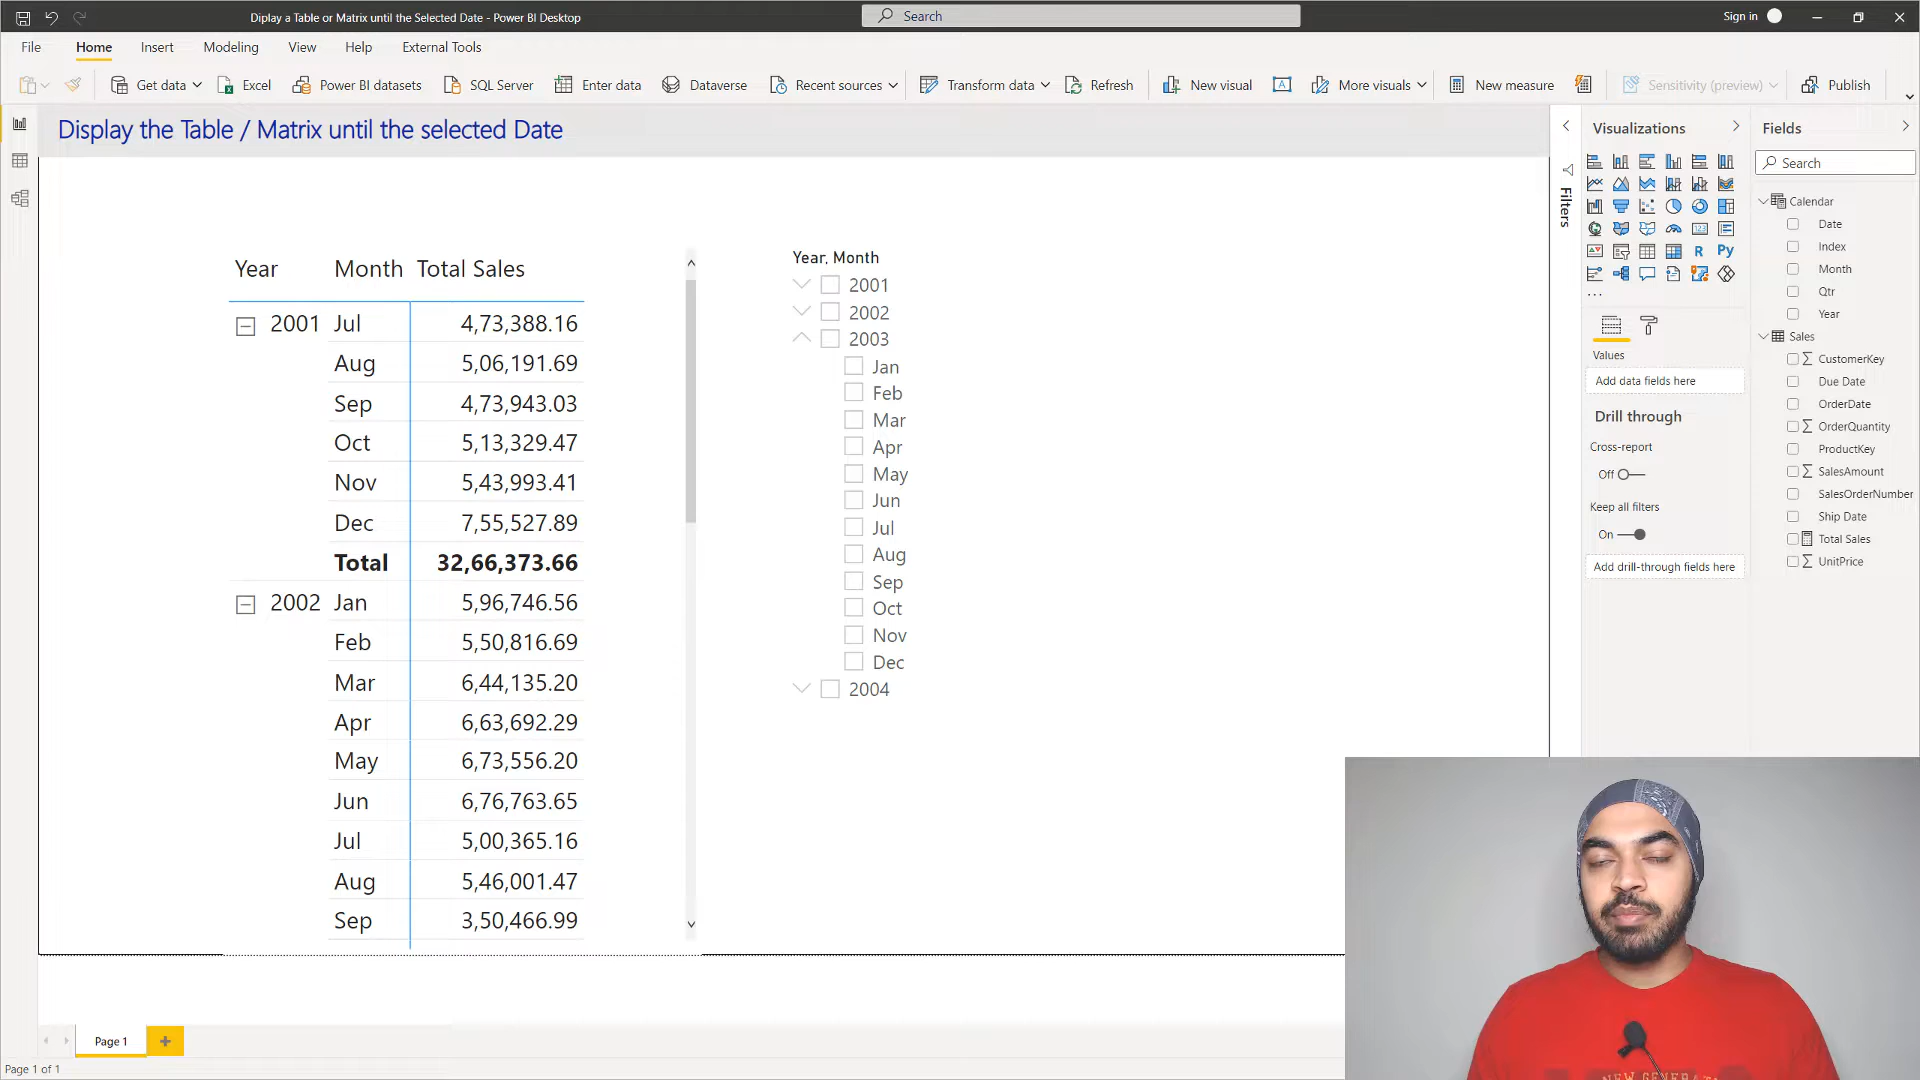 Diplay a Table or Matrix until the Selected Date - Power BI Desktop
Search
Sign in
File
Home
Insert
Modeling
View
Help
External Tools
Get data
Excel
Power BI datasets
SQL Server
Enter data
Dataverse
Recent sources
Transform data
Refresh
New visual
More visuals
New measure
Sensitivity (preview)
Publish
Display the Table / Matrix until the selected Date
Year Month Total Sales
2001 Jul 4,73,388.16
Aug 5,06,191.69
Sep 4,73,943.03
Oct 5,13,329.47
Nov 5,43,993.41
Dec 7,55,527.89
Total 32,66,373.66
2002 Jan 5,96,746.56
Feb 5,50,816.69
Mar 6,44,135.20
Apr 6,63,692.29
May 6,73,556.20
Jun 6,76,763.65
Jul 5,00,365.16
Aug 5,46,001.47
Sep 3,50,466.99
Year, Month
2001
2002
2003
Jan
Feb
Mar
Apr
May
Jun
Jul
Aug
Sep
Oct
Nov
Dec
2004
Filters
Visualizations
R
Py
123
Values
Add data fields here
Drill through
Cross-report
Off
Keep all filters
On
Add drill-through fields here
Fields
Search
Calendar
Date
Index
Month
Qtr
Year
Sales
CustomerKey
Due Date
OrderDate
OrderQuantity
ProductKey
SalesAmount
SalesOrderNumber
Ship Date
Total Sales
UnitPrice
Page 1
Page 1 of 1
NEW GENERAT